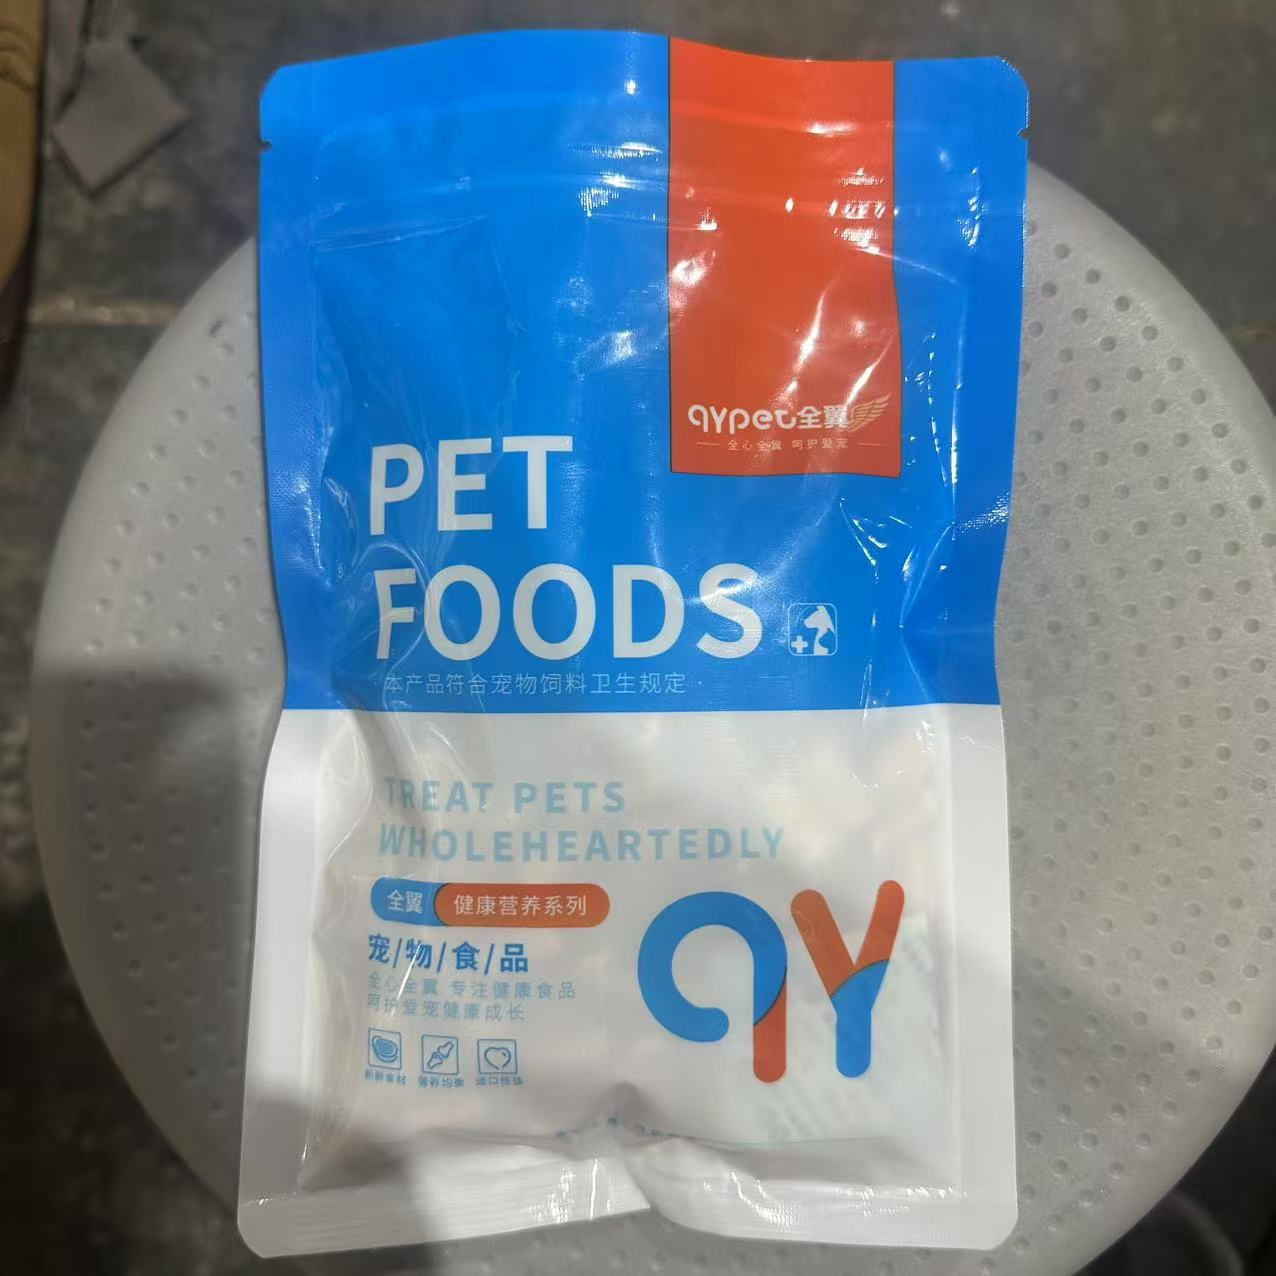 qypet全翼
全心全翼 呵护爱宠
PET
FOODS
·本产品符合宠物饲料卫生规定·
TREAT PETS
WHOLEHEARTEDLY
全翼 健康营养系列
宠/物/食/品
全心全翼 专注健康食品
呵护爱宠健康成长
新鲜食材 营养均衡 适口性佳
qy